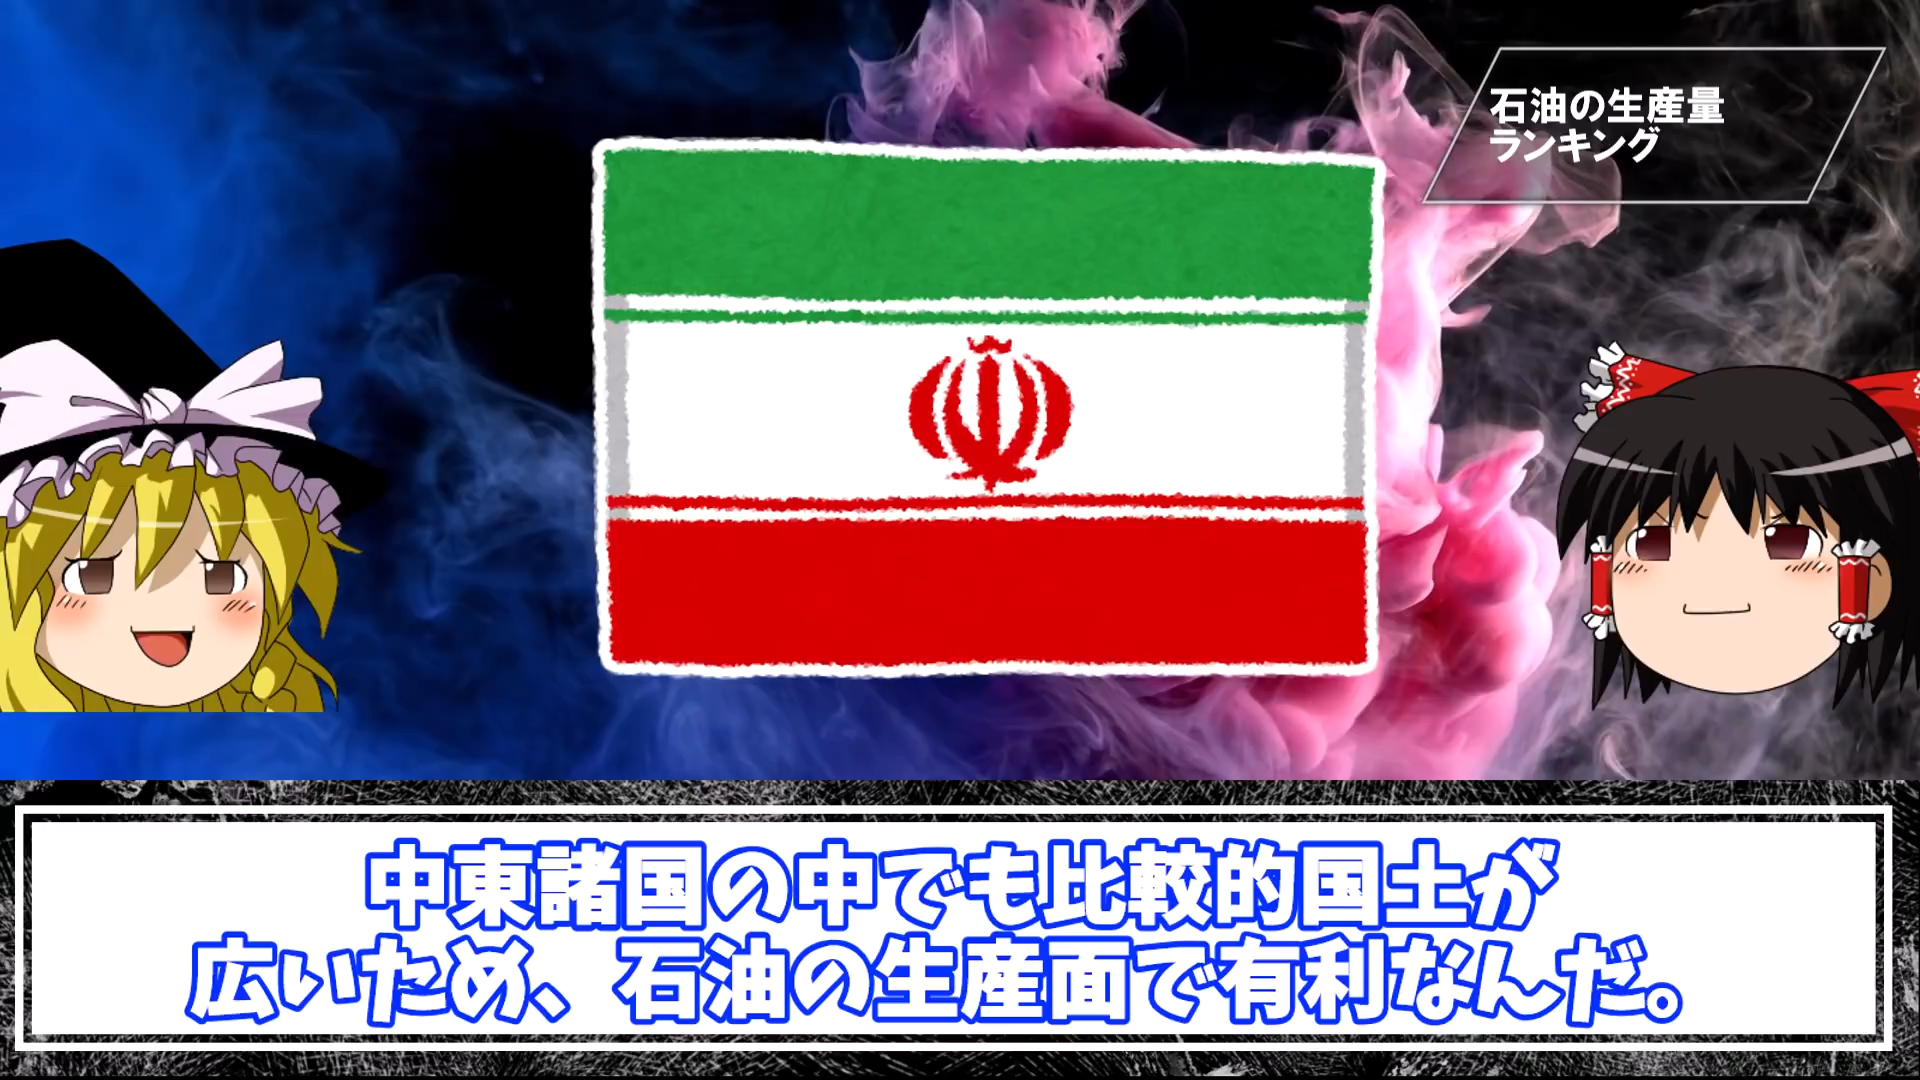 石油の生産量
ランキング
中東諸国の中でも比較的国土が
広いため、石油の生産面で有利なんだ。